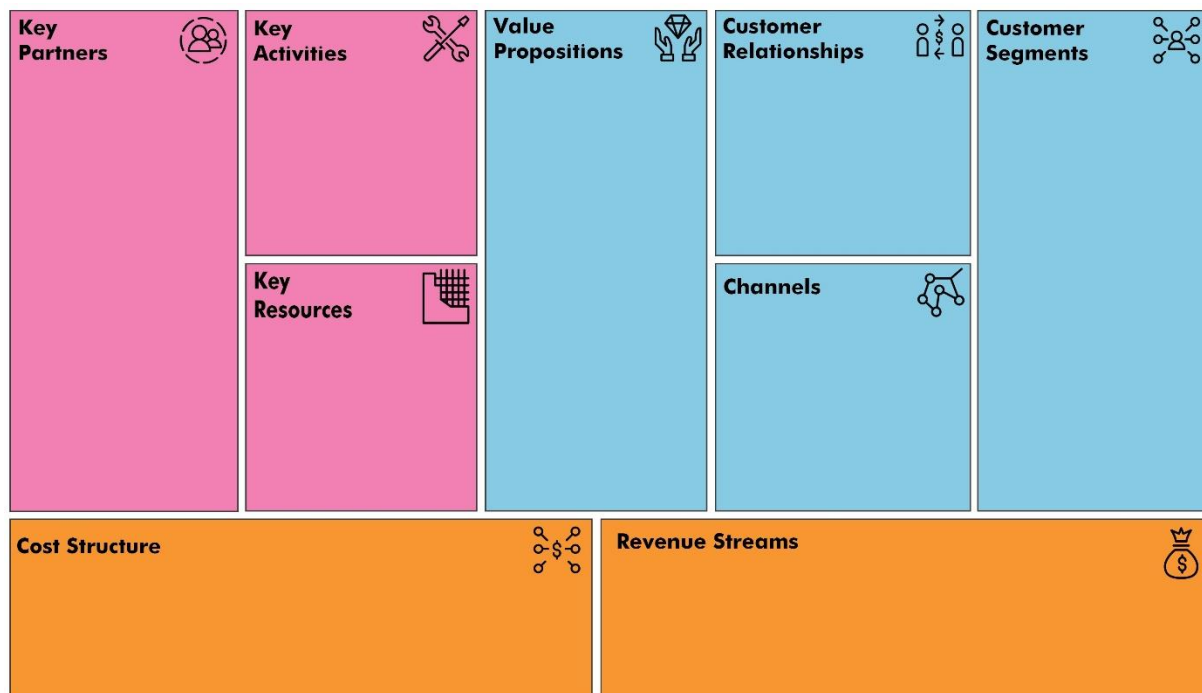 Key
Partners
Key
Activities
Value
Propositions
Customer
Relationships
Customer
Segments
Key
Resources
Channels
Cost Structure
Revenue Streams
$
$
$